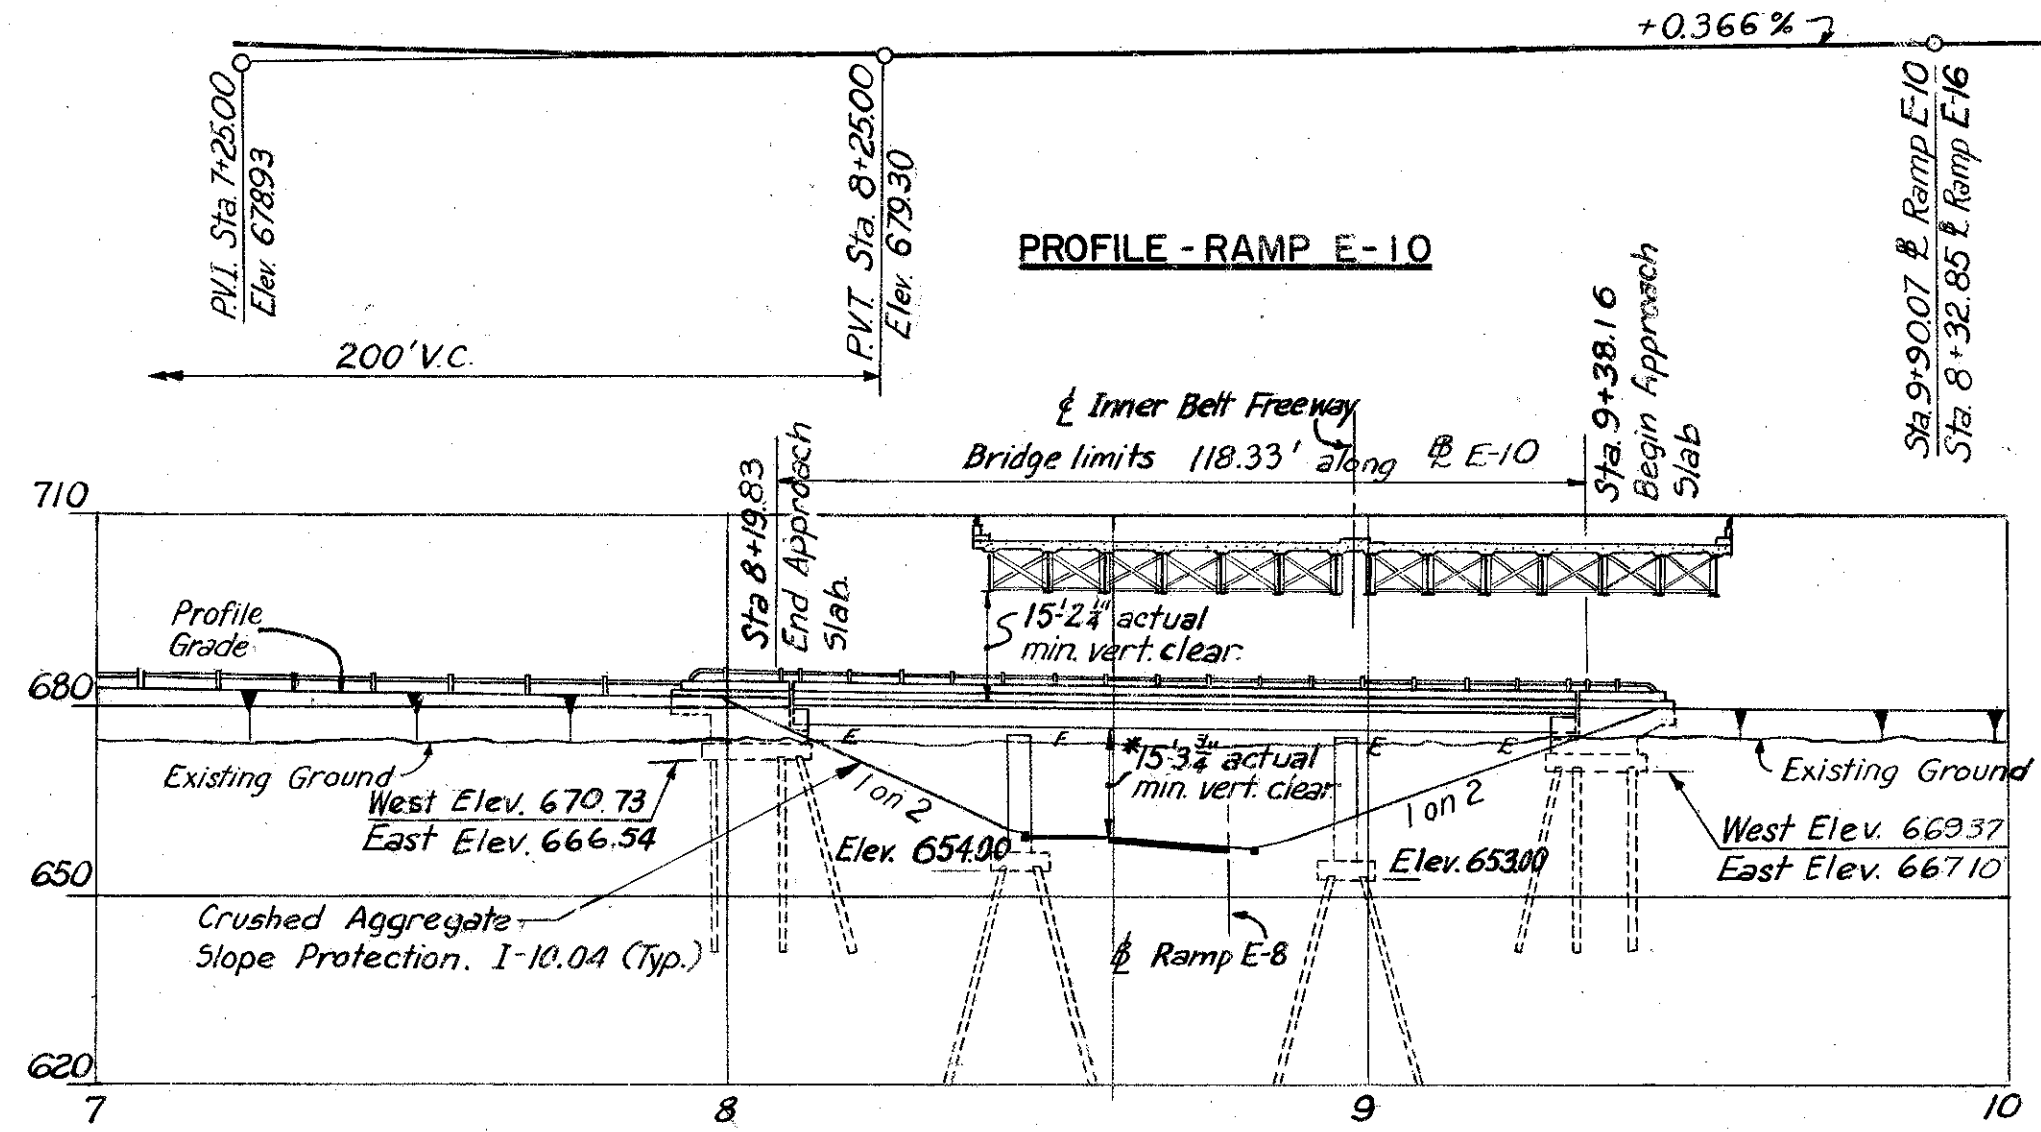 +0.366%
P.V.I. Sta. 7+25.00
Elev. 678.93
P.V.T. Sta. 8+25.00
Elev. 679.30
Sta. 9+90.07 ⅊ Ramp E-10
Sta. 8+32.85 ⅊ Ramp E-16
PROFILE - RAMP E-10
200' V.C.
℄ Inner Belt Freeway
Bridge limits 118.33' along ⅊ E-10
Sta 8+19.83
End Approach
Slab.
Sta. 9+38.16
Begin Approach
Slab
710
Profile
Grade
15'-2¼" actual
min. vert. clear.
680
E E E E
Existing Ground
*15'-3¾" actual
min. vert. clear.
Existing Ground
West Elev. 670.73
East Elev. 666.54
1 on 2
1 on 2
Elev. 654.00
Elev. 653.00
West Elev. 669.37
East Elev. 667.10
650
Crushed Aggregate
Slope Protection. I-10.04 (Typ.)
Ramp E-8
620
7 8 9 10